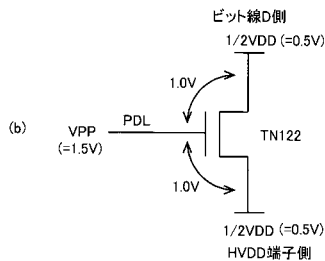 ビット線D側
1/2VDD (=0.5V)
1.0V
(b)
VPP
(=1.5V)
PDL
TN122
1.0V
1/2VDD (=0.5V)
HVDD端子側